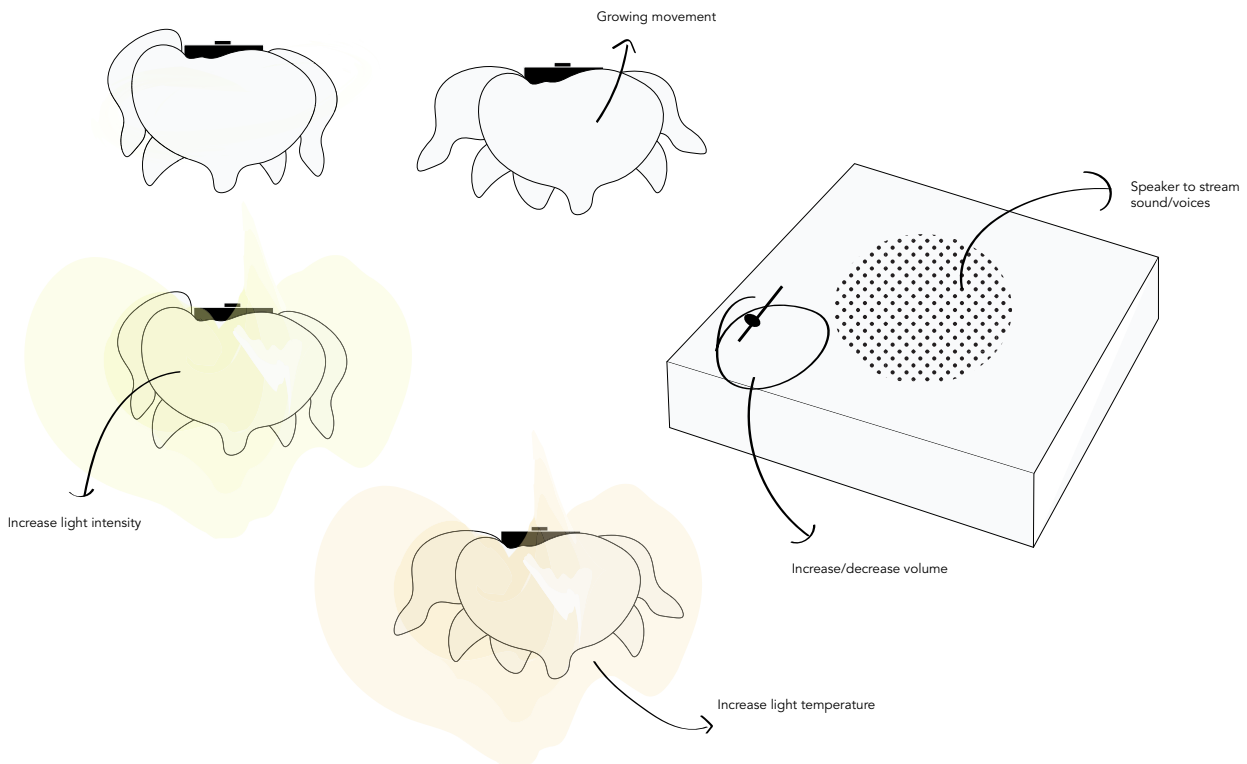 Growing movement
Speaker to stream
sound/voices
Increase light intensity
Increase/decrease volume
Increase light temperature